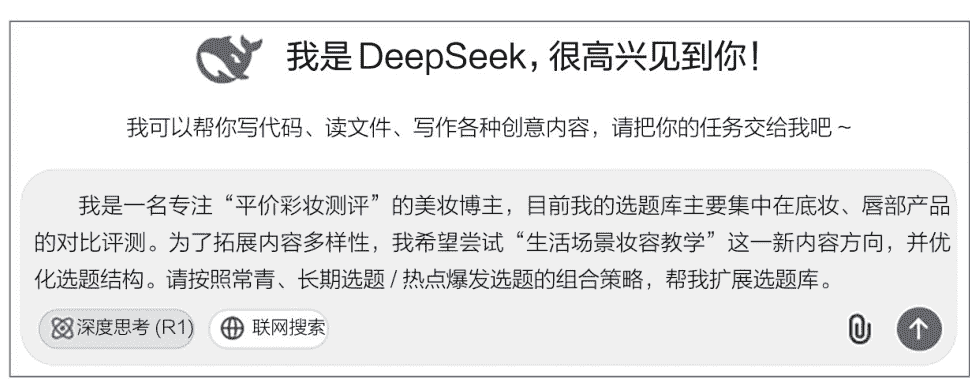 我是 DeepSeek，很高兴见到你！
我可以帮你写代码、读文件、写作各种创意内容，请把你的任务交给我吧 ~
我是一名专注“平价彩妆测评”的美妆博主，目前我的选题库主要集中在底妆、唇部产品
的对比评测。为了拓展内容多样性，我希望尝试“生活场景妆容教学”这一新内容方向，并优
化选题结构。请按照常青、长期选题 / 热点爆发选题的组合策略，帮我扩展选题库。
深度思考 (R1) 联网搜索